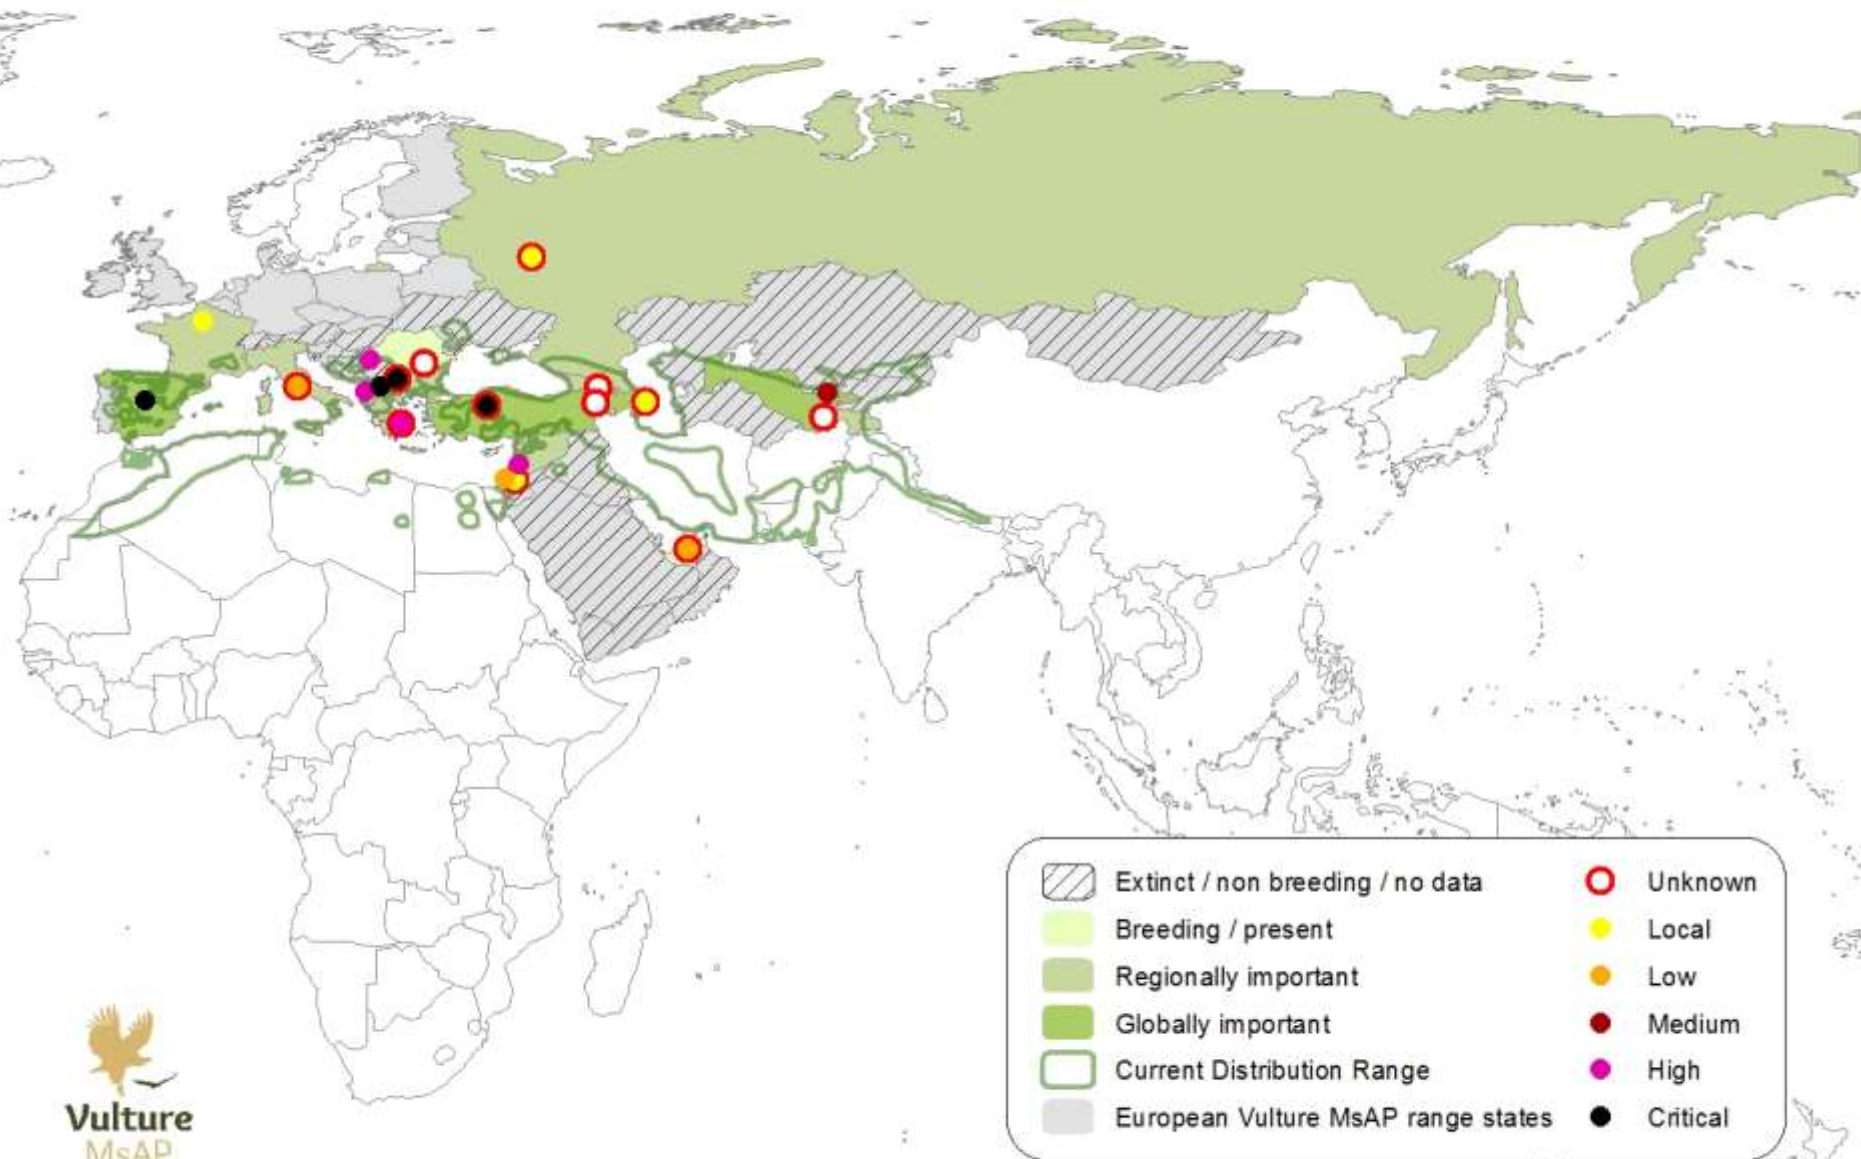 Extinct / non breeding / no data
Unknown
Breeding / present
Local
Regionally important
Low
Globally important
Medium
Current Distribution Range
High
European Vulture MsAP range states
Critical
Vulture
MsAP